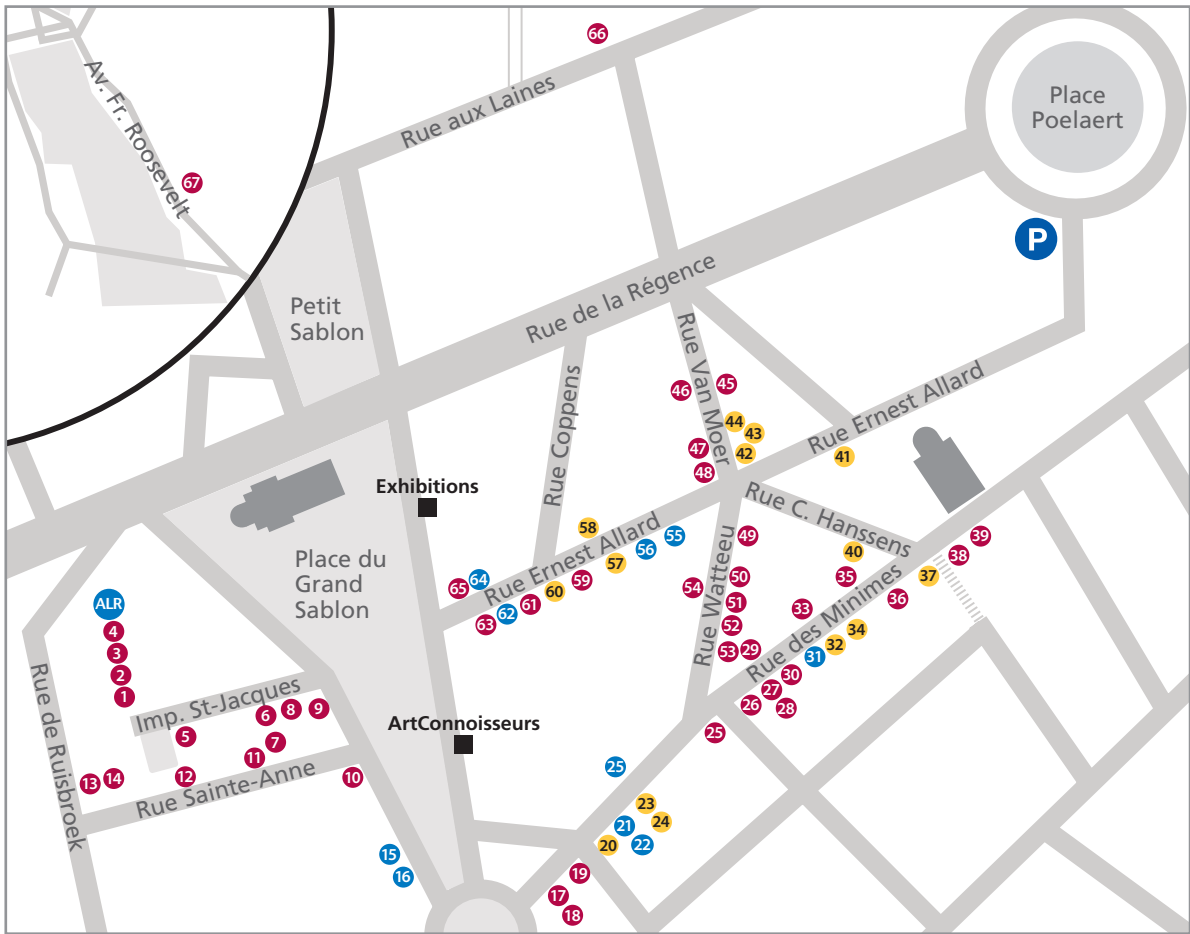 66
Av. Fr. Roosevelt
Rue aux Laines
Place
Poelaert
67
P
Petit
Sablon
Rue de la Régence
Rue Van Moer
46
45
44
43
42
47
48
Rue Coppens
Rue Ernest Allard
41
Exhibitions
Rue C. Hanssens
58
Rue Ernest Allard
55
56
57
49
39
38
40
37
Place du
Grand
Sablon
65
64
60
59
61
62
63
54
50
51
52
53
29
Rue Watteeu
35
36
33
34
32
31
Rue des Minimes
30
27
26
28
25
ALR
4
3
2
1
Rue de Ruisbroek
Imp. St-Jacques
6
8
9
5
7
11
12
13
14
Rue Sainte-Anne
10
ArtConnoisseurs
25
23
24
21
20
22
15
16
19
17
18